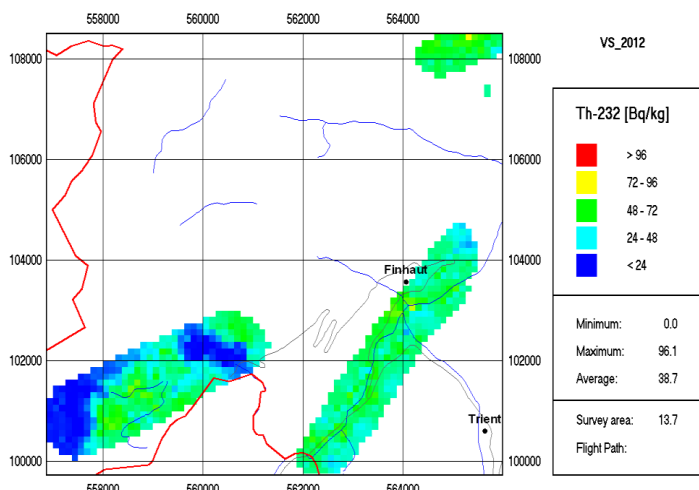 558000 560000 562000 564000
VS_2012
108000 108000
Th-232 [Bq/kg]
> 96
72 - 96
48 - 72
24 - 48
< 24
106000 106000
104000 104000
Finhaut
102000 102000
Minimum: 0.0
Maximum: 96.1
Average: 38.7
Trient
Survey area: 13.7
Flight Path:
100000 100000
558000 560000 562000 564000